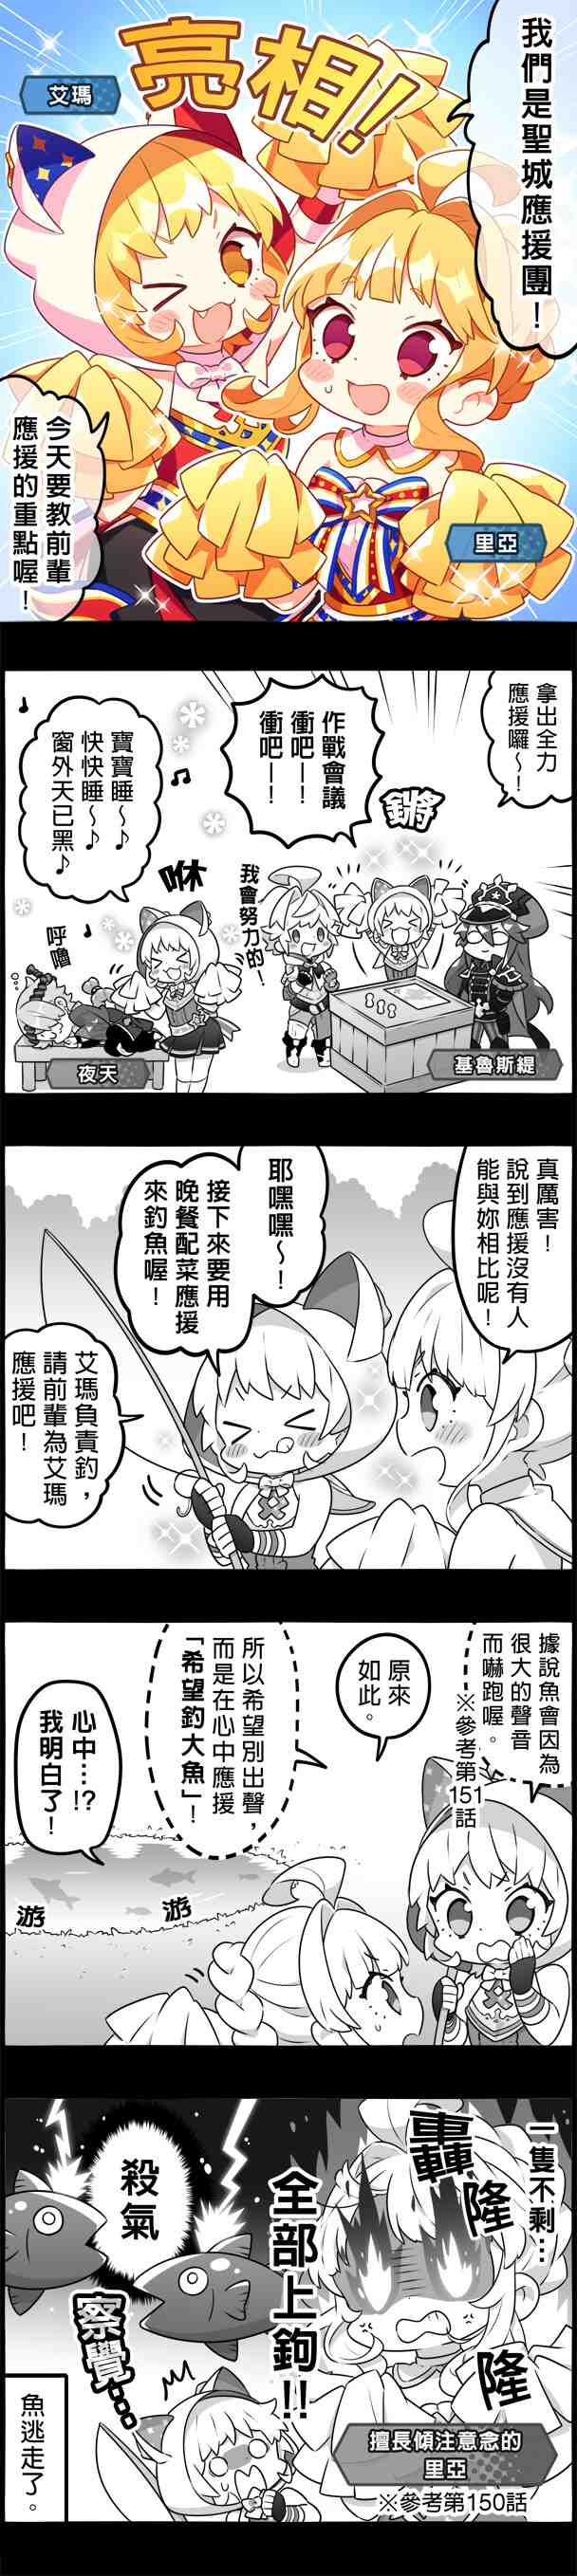 亮相！
艾瑪
我們是聖城應援團！
今天要教前輩
應援的重點喔！
里亞
拿出全力
應援囉～！
鏘
作戰會議
衝吧——！
衝吧——！
我會努力的！
基魯斯緹
寶寶睡～♪
快快睡～♪
窗外天已黑♪
咻
呼嚕
夜天
真厲害！
說到應援沒有人
能與妳相比呢！
耶嘿嘿～！
接下來要用
晚餐配菜應援
來釣魚喔！
艾瑪負責釣，
請前輩為艾瑪
應援吧！
據說魚會因為
很大的聲音
而嚇跑喔。
※參考第151話
原來
如此。
所以希望別出聲，
而是在心中應援
「希望釣大魚」！
心中…!?
我明白了！
游
游
一隻不剩…
轟隆
隆
全部上鉤!!
殺氣
察覺…
擅長傾注意念的
里亞
※參考第150話
魚逃走了。